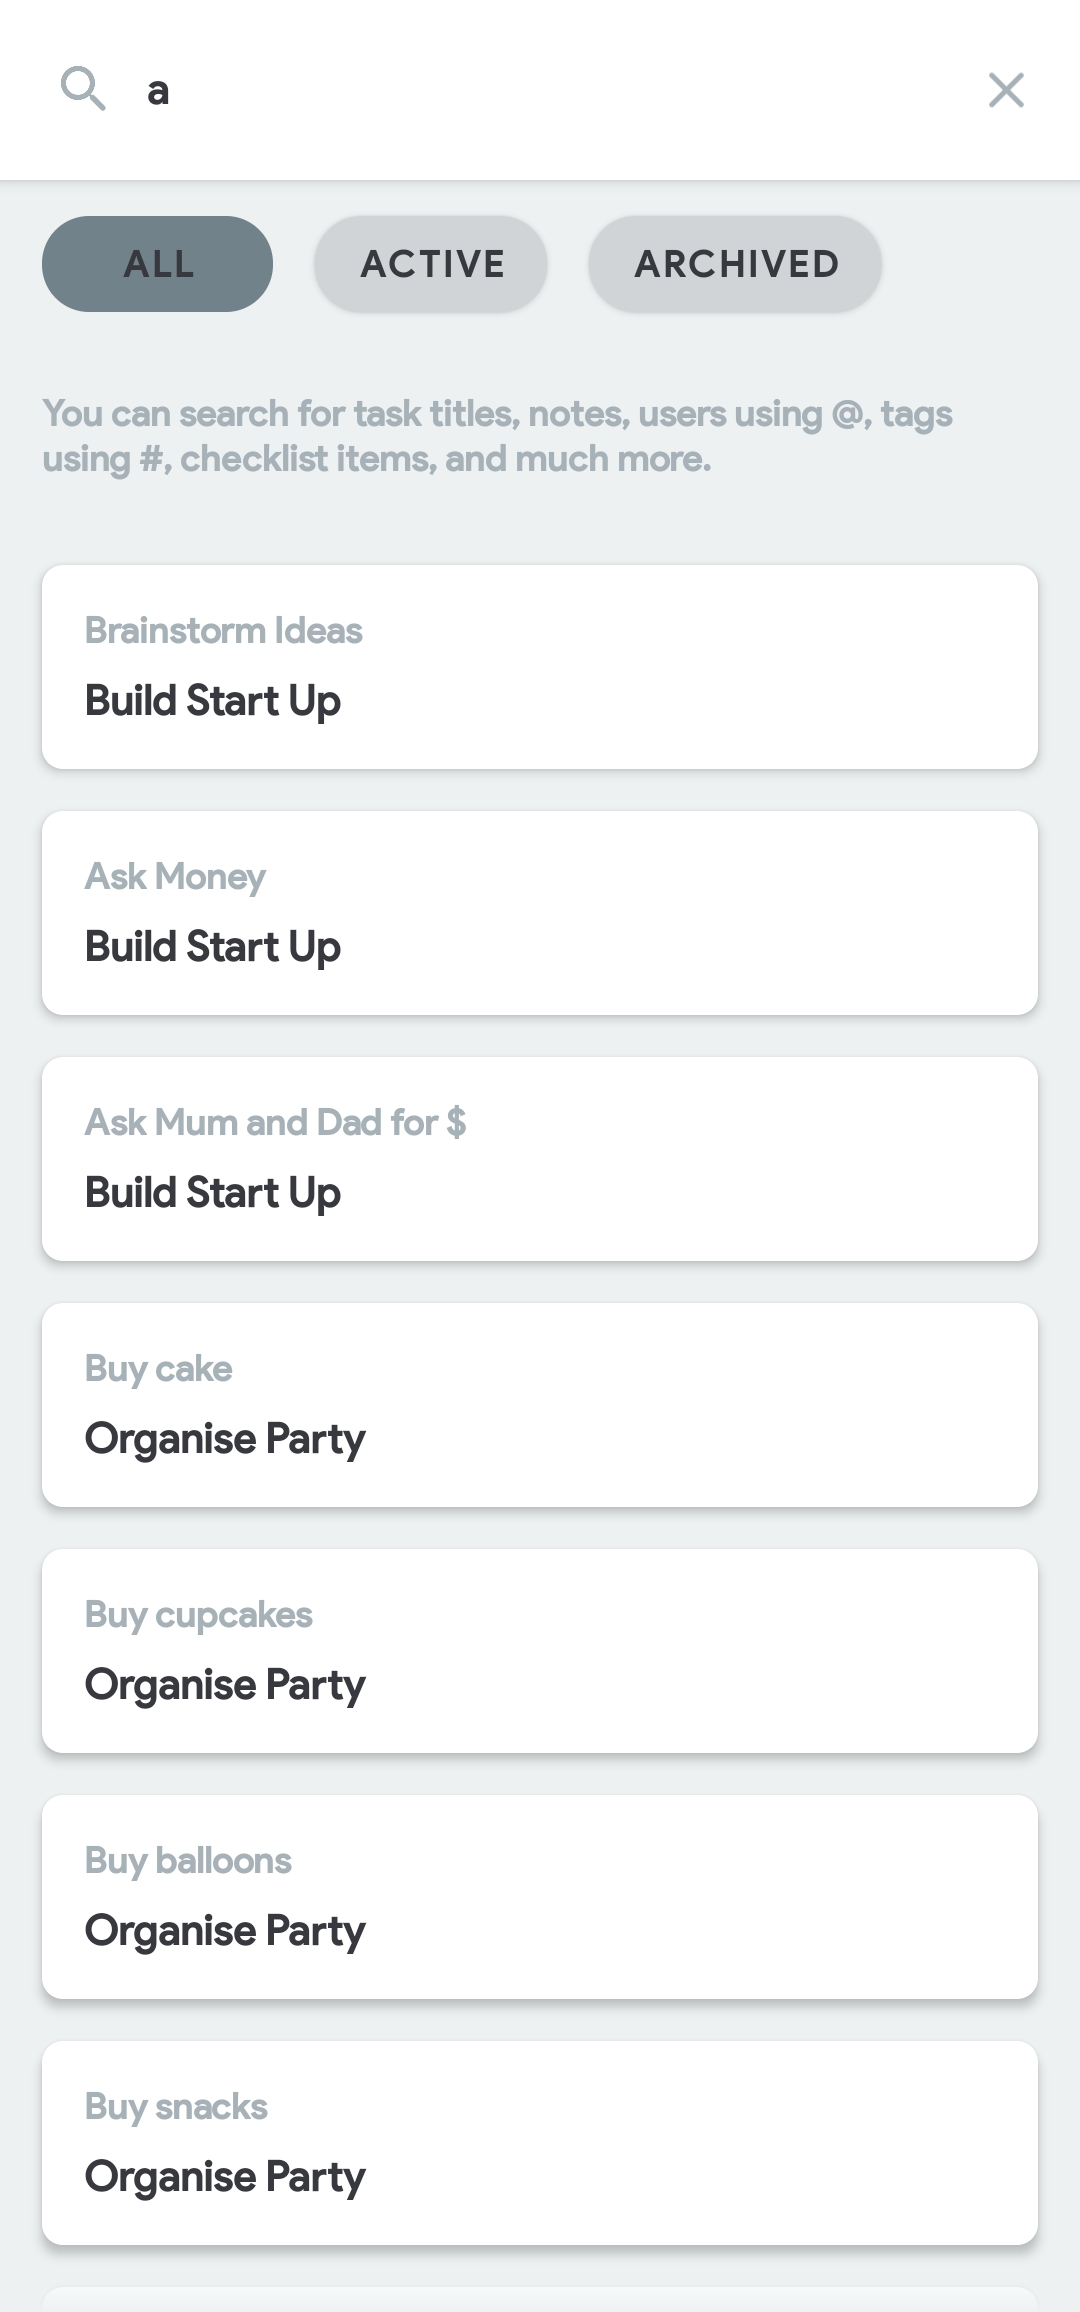 a
ALL
ACTIVE
ARCHIVED
You can search for task titles, notes, users using @, tags
using #, checklist items, and much more.
Brainstorm Ideas
Build Start Up
Ask Money
Build Start Up
Ask Mum and Dad for $
Build Start Up
Buy cake
Organise Party
Buy cupcakes
Organise Party
Buy balloons
Organise Party
Buy snacks
Organise Party